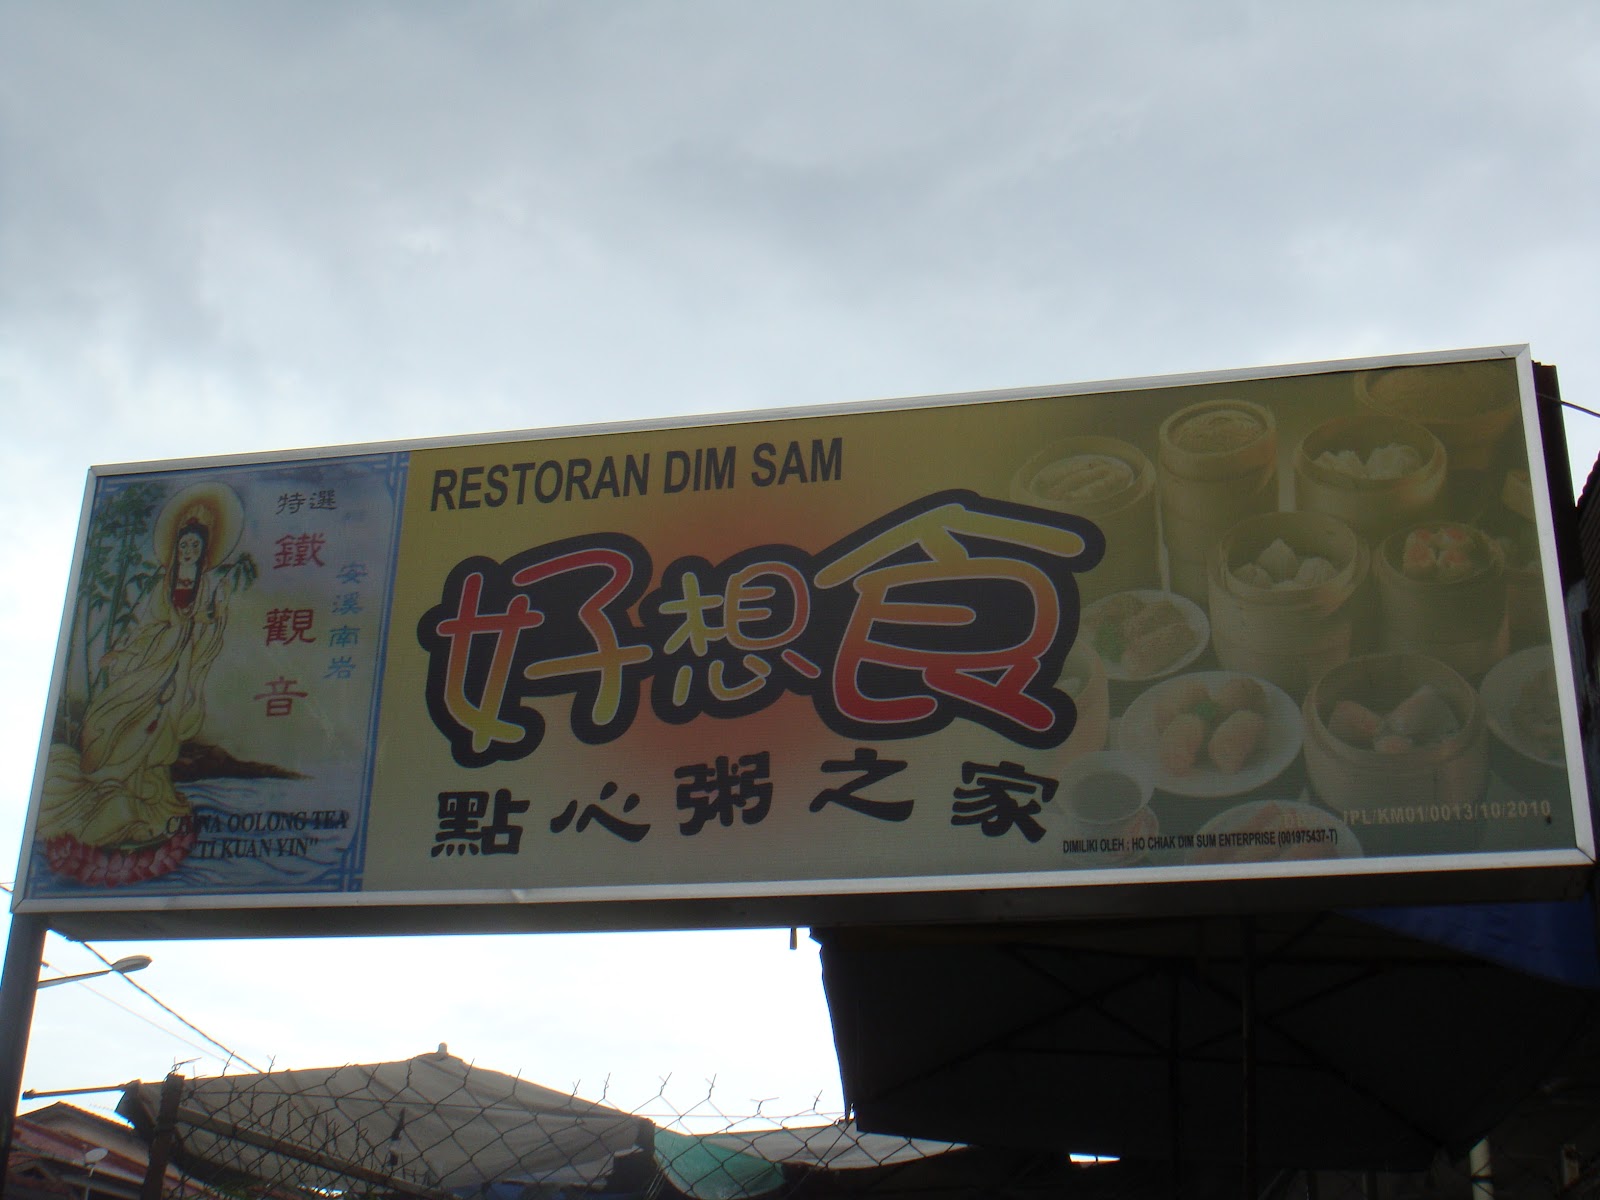 特選
鐵觀音
安溪南岩
CHINA OOLONG TEA
"TI KUAN YIN"
RESTORAN DIM SAM
好想食
點心粥之家
JPL/KM01/0013/10/2010
DIMILIKI OLEH : HO CHIAK DIM SUM ENTERPRISE (001975437-T)